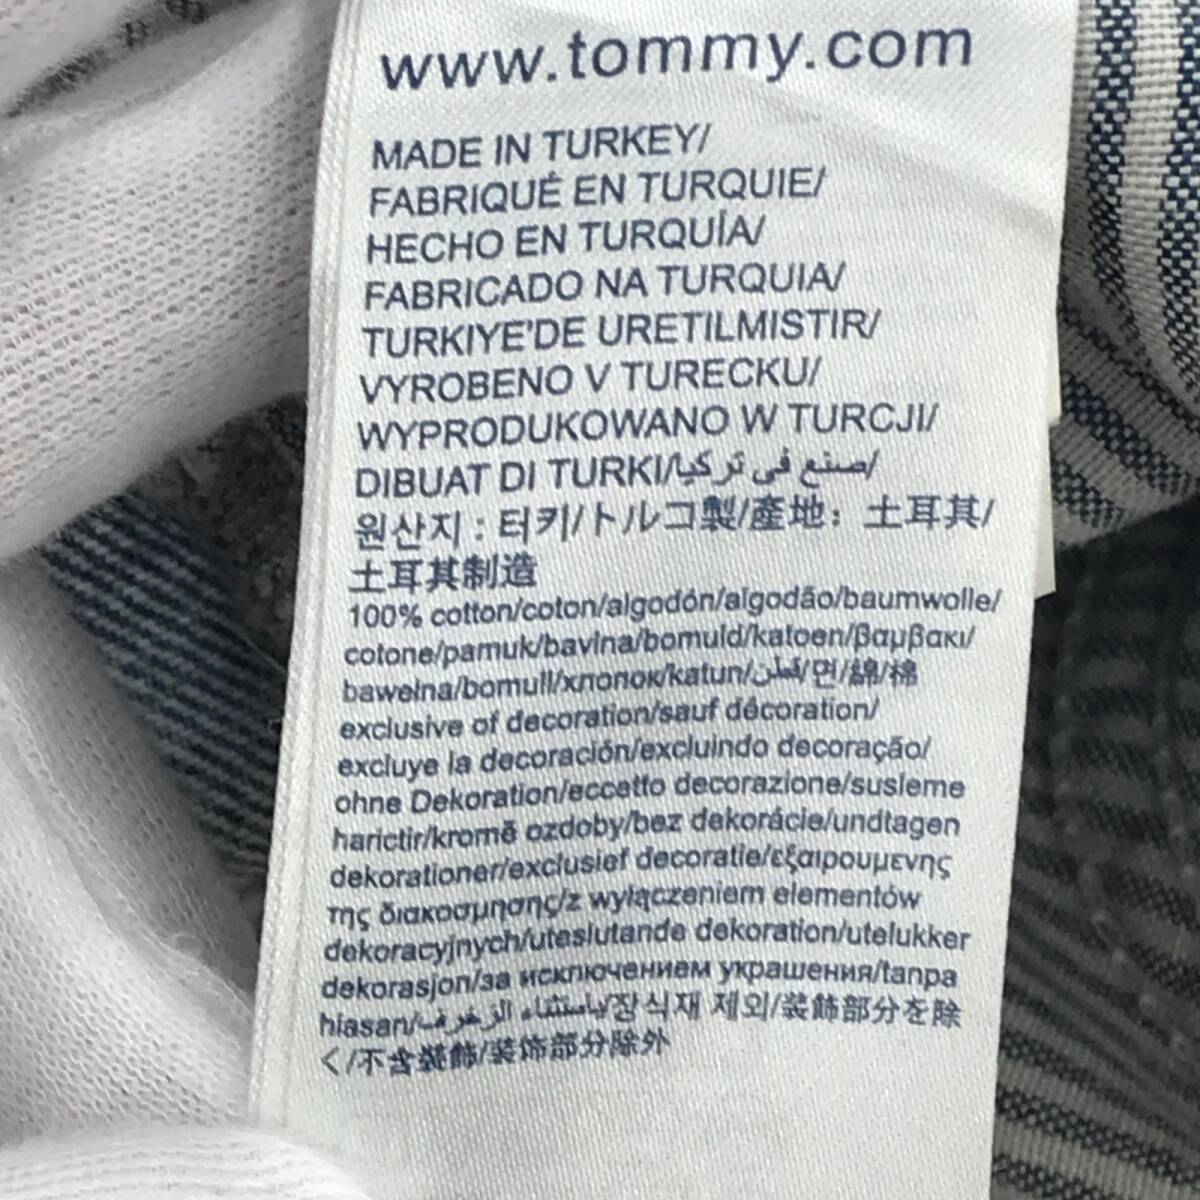 www.tommy.com
MADE IN TURKEY/
FABRIQUÉ EN TURQUIE/
HECHO EN TURQUÍA/
FABRICADO NA TURQUIA/
TURKIYE'DE URETILMISTIR/
VYROBENO V TURECKU/
WYPRODUKOWANO W TURCJI/
DIBUAT DI TURKI/صنع في تركيا/
원산지 : 터키/トルコ製/產地：土耳其/
土耳其制造
100% cotton/coton/algodón/algodão/baumwolle/
cotone/pamuk/bavlna/bomuld/katoen/βαμβακι/
bawełna/bomull/хлопок/katun/قطن/면/綿/棉
exclusive of decoration/sauf décoration/
excluye la decoración/excluindo decoração/
ohne Dekoration/eccetto decorazione/susleme
harictir/kromě ozdoby/bez dekorácie/undtagen
dekorationer/exclusief decoratie/εξαιρουμενης
της διακοσμησης/z wyłączeniem elementów
dekoracyjnych/uteslutande dekoration/utelukker
dekorasjon/за исключением украшения/tanpa
hiasan/باستثناء الزخرف/장식재 제외/装飾部分を除
く/不含裝飾/装饰部分除外